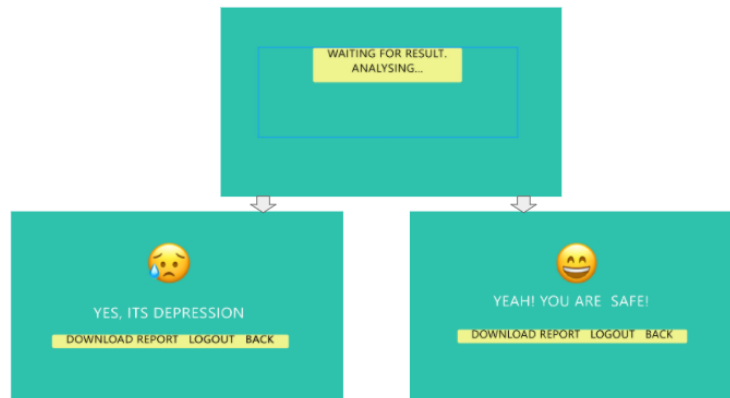 WAITING FOR RESULT.
ANALYSING...
YES, ITS DEPRESSION
DOWNLOAD REPORT LOGOUT BACK
YEAH! YOU ARE SAFE!
DOWNLOAD REPORT LOGOUT BACK